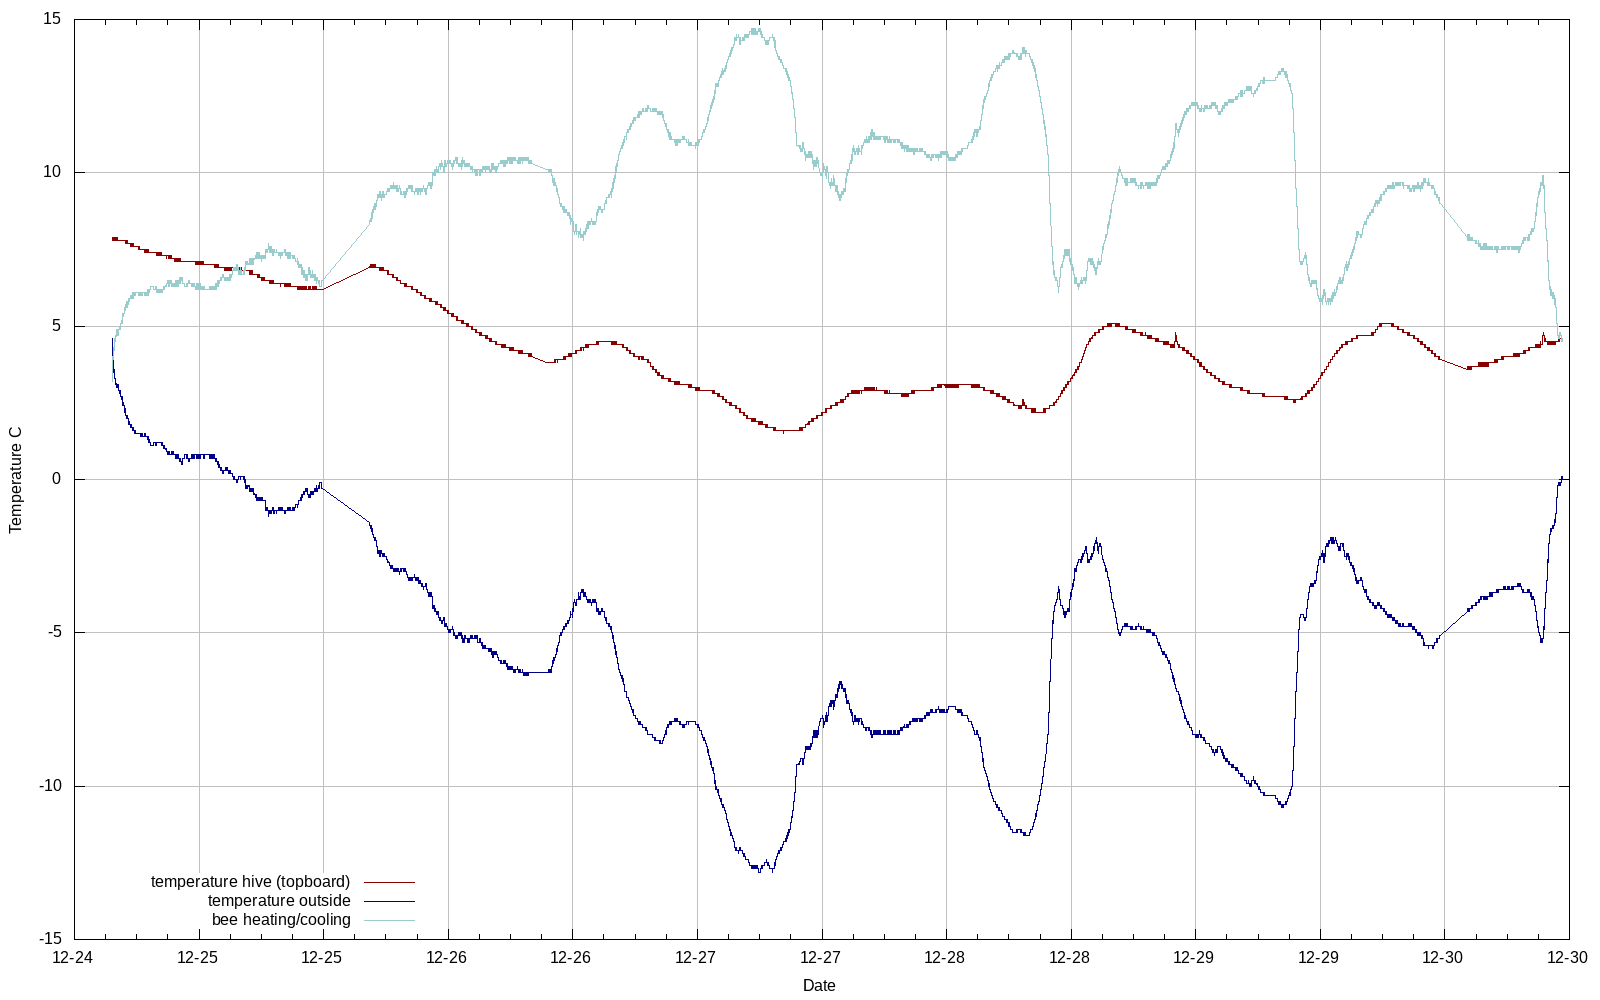 15
10
5
0
-5
-10
-15
Temperature C
temperature hive (topboard)
temperature outside
bee heating/cooling
12-24 12-25 12-25 12-26 12-26 12-27 12-27 12-28 12-28 12-29 12-29 12-30 12-30
Date